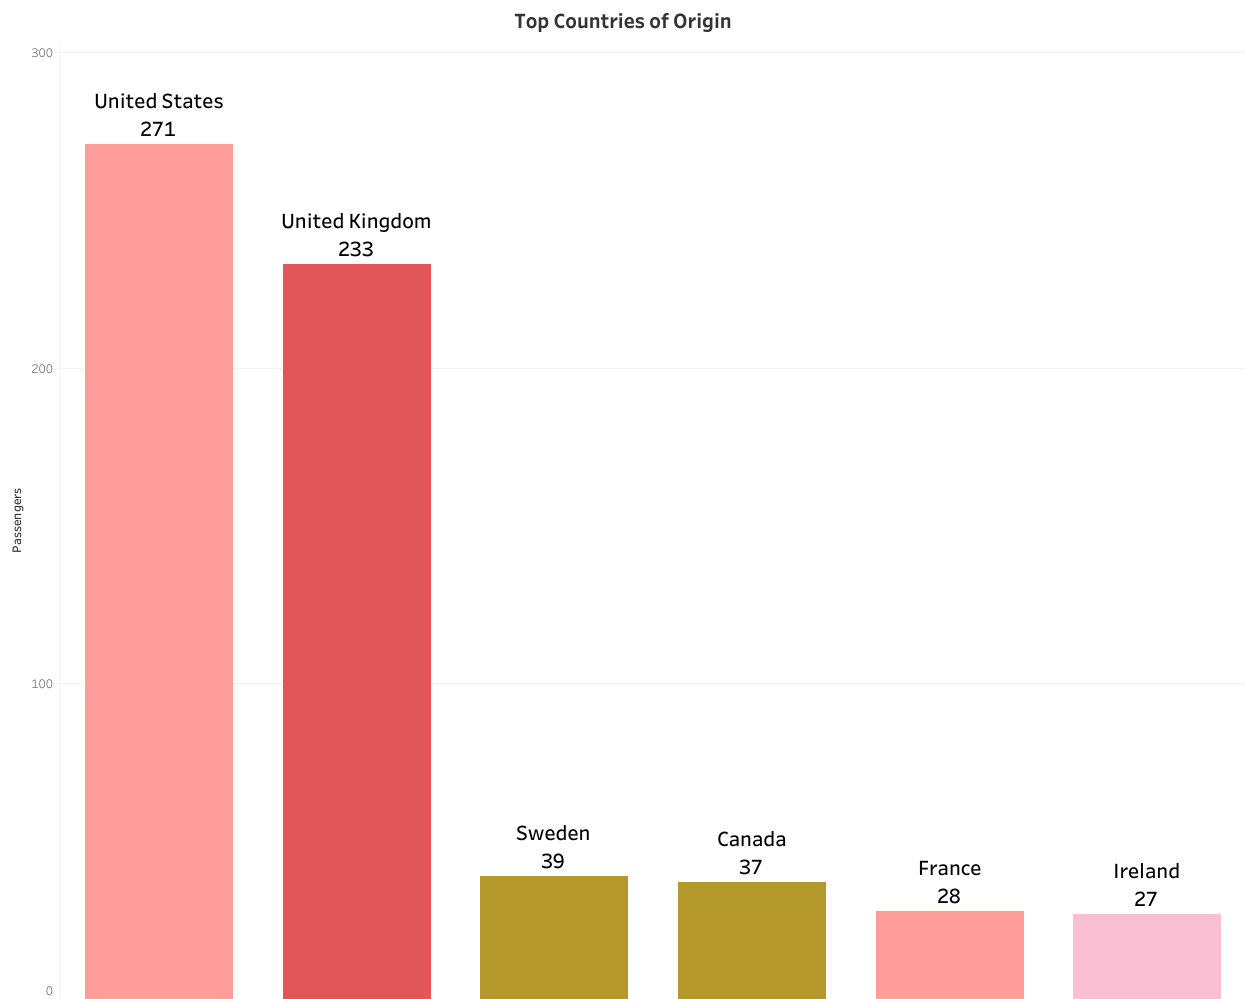 Top Countries of Origin
300
United States
271
United Kingdom
233
200
Passengers
100
Sweden
39
Canada
37
France
28
Ireland
27
0